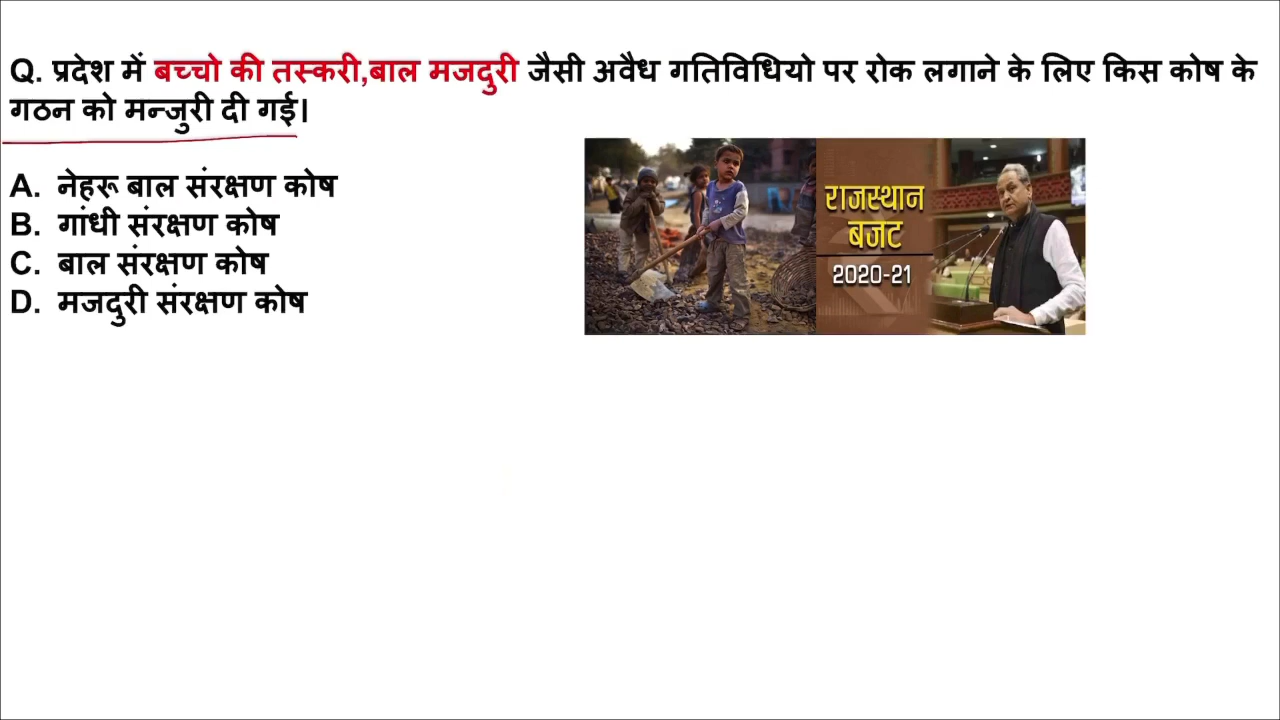 Q. प्रदेश में बच्चो की तस्करी,बाल मजदुरी जैसी अवैध गतिविधियो पर रोक लगाने के लिए किस कोष के
गठन को मन्जुरी दी गई।
A. नेहरू बाल संरक्षण कोष
B. गांधी संरक्षण कोष
C. बाल संरक्षण कोष
D. मजदुरी संरक्षण कोष
राजस्थान
बजट
2020-21